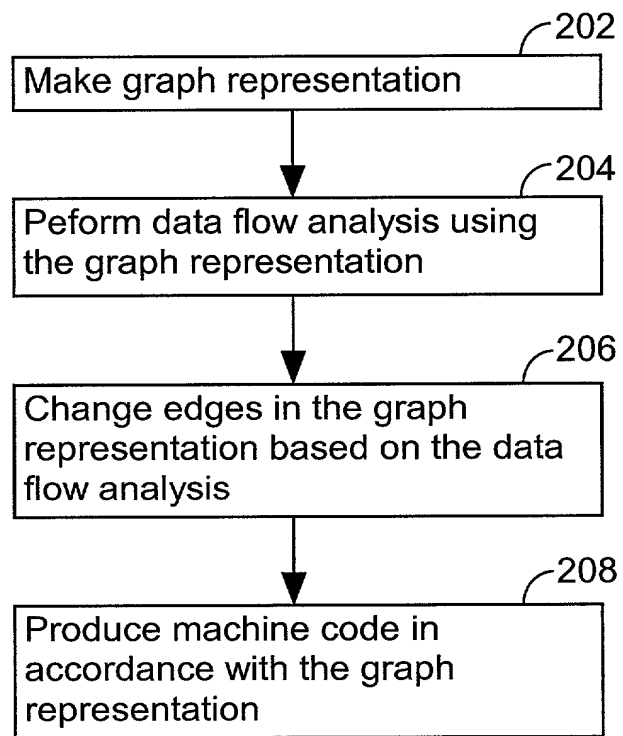 202
Make graph representation
204
Peform data flow analysis using
the graph representation
206
Change edges in the graph
representation based on the data
flow analysis
208
Produce machine code in
accordance with the graph
representation